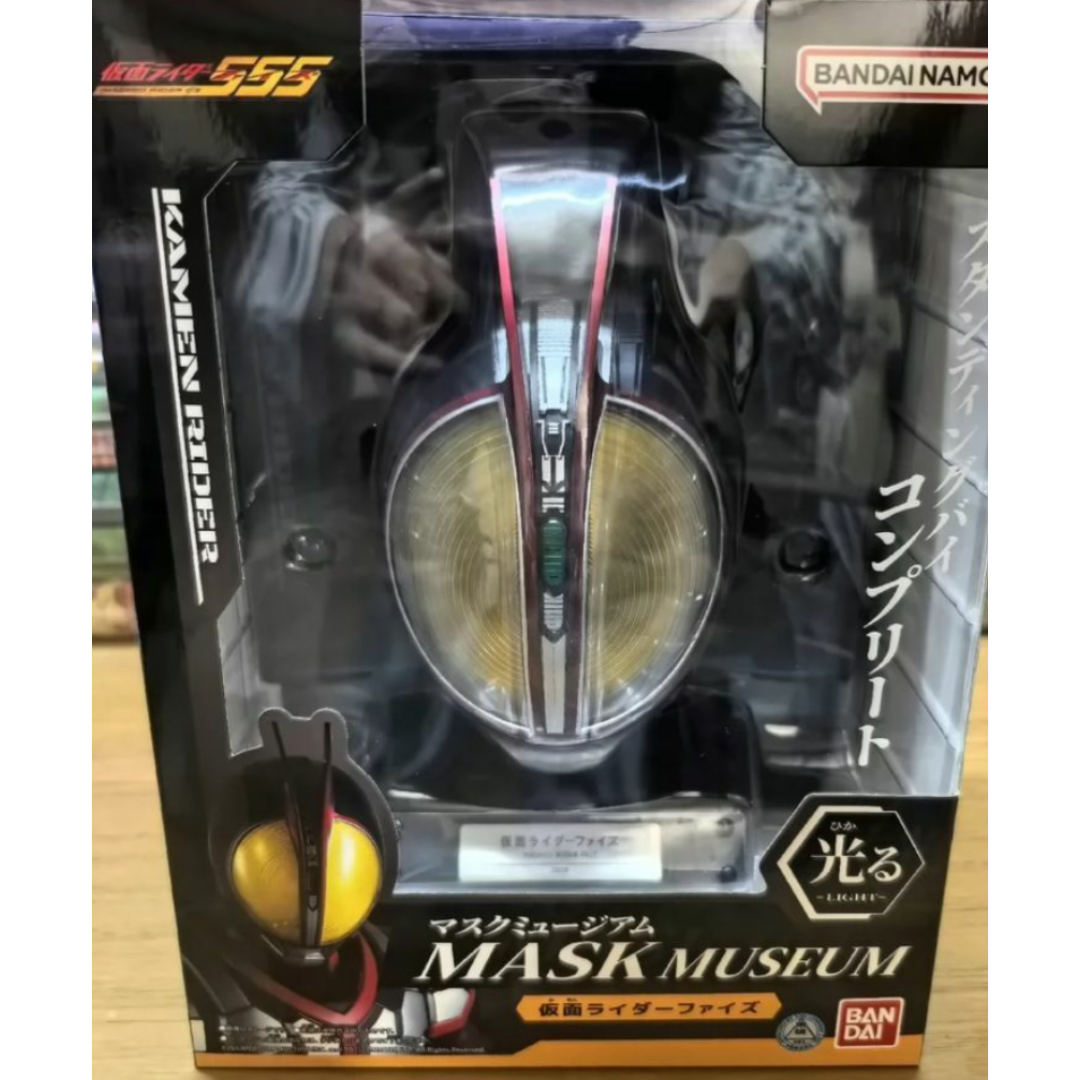 仮面ライダー555
BANDAI NAMC
KAMEN RIDER
スタンディングバイ
コンプリート
仮面ライダーファイズ
ひか
光る
-LIGHT-
マスクミュージアム
MASK MUSEUM
仮面ライダーファイズ
BAN
DAI